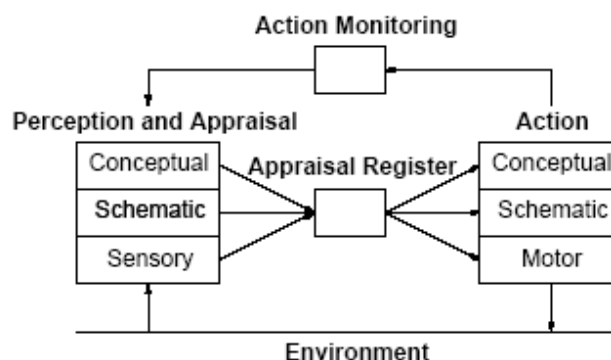 Action Monitoring
Perception and Appraisal
Action
Conceptual
Appraisal Register
Conceptual
Schematic
Schematic
Sensory
Motor
Environment